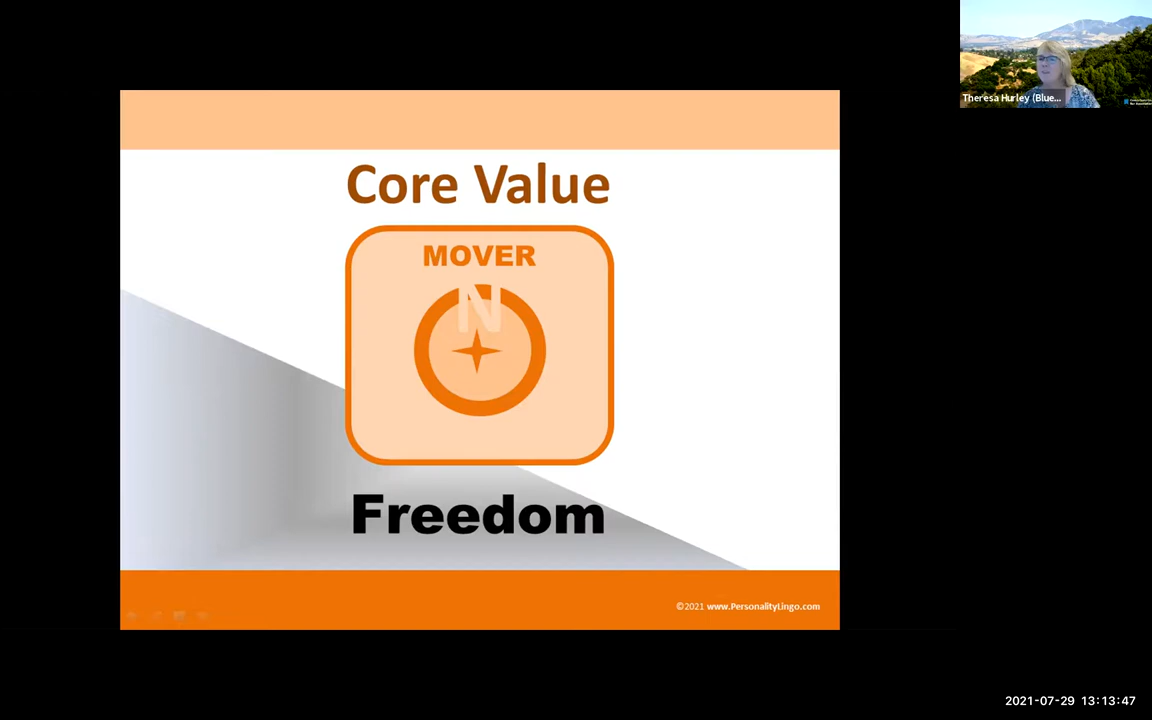 Theresa Hurley (Blue...
Core Value
MOVER
N
Freedom
©2021 www.PersonalityLingo.com
2021-07-29 13:13:47